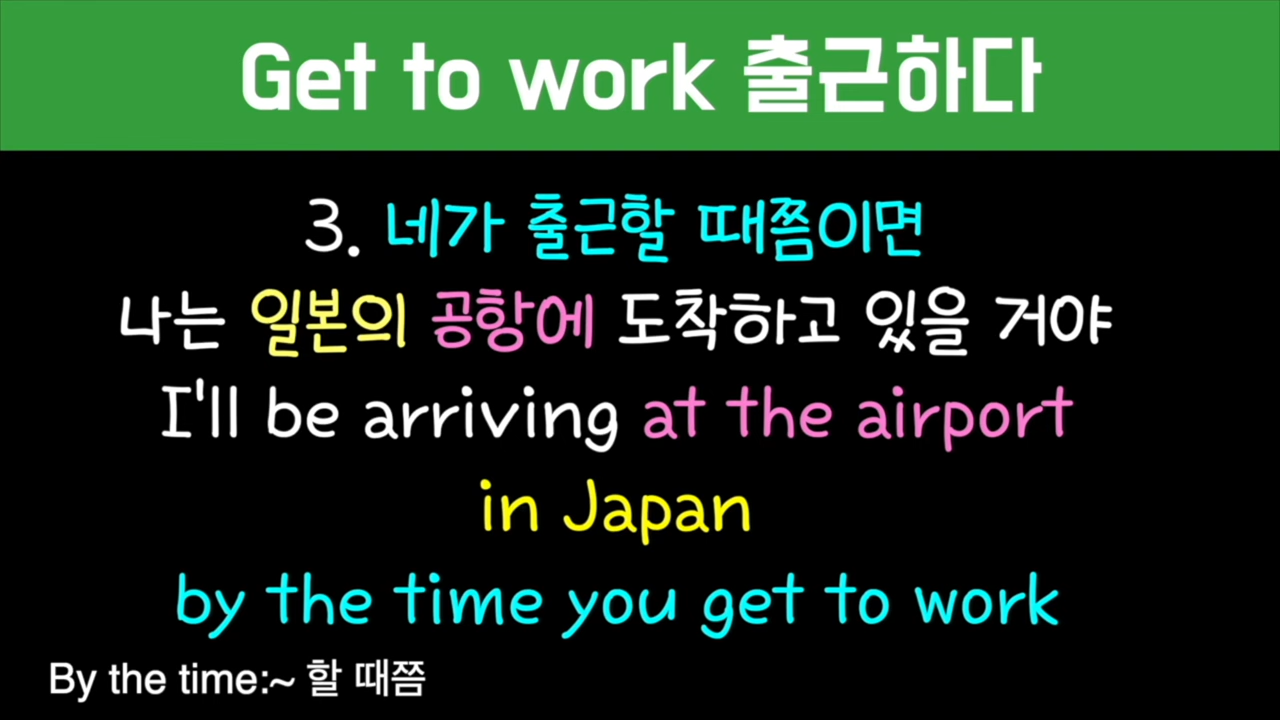 Get to work 출근하다
3. 네가 출근할 때쯤이면
나는 일본의 공항에 도착하고 있을 거야
I'll be arriving at the airport
in Japan
by the time you get to work
By the time:~ 할 때쯤